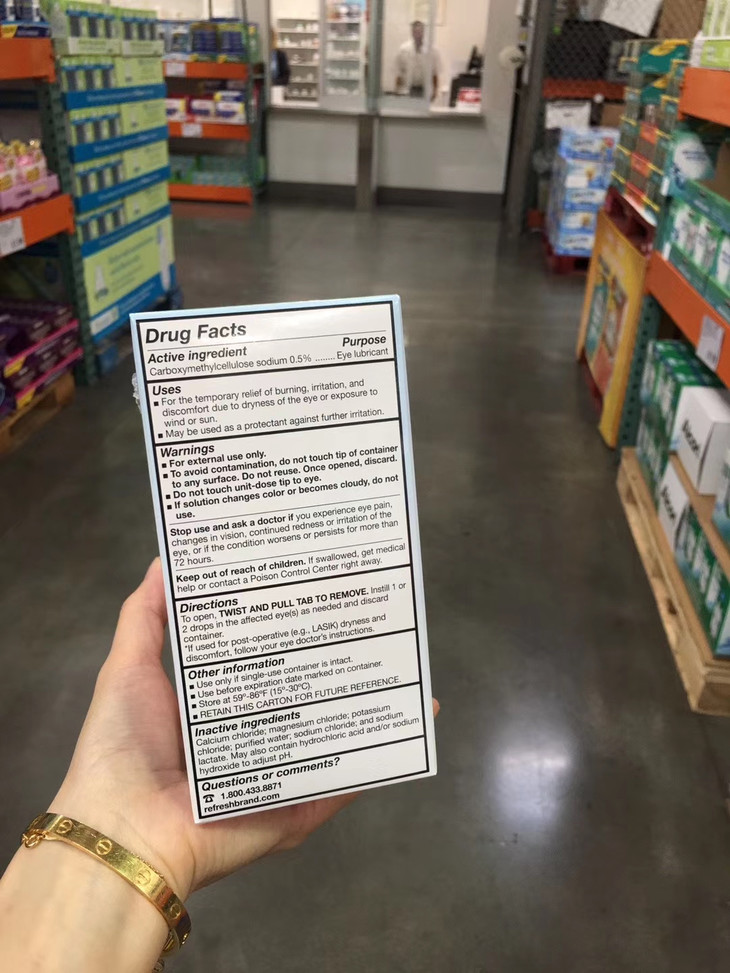 Drug Facts
Active ingredient Purpose
Carboxymethylcellulose sodium 0.5% ........ Eye lubricant
Uses
▪ For the temporary relief of burning, irritation, and
discomfort due to dryness of the eye or exposure to
wind or sun.
▪ May be used as a protectant against further irritation.
Warnings
▪ For external use only.
▪ To avoid contamination, do not touch tip of container
to any surface. Do not reuse. Once opened, discard.
▪ Do not touch unit-dose tip to eye.
▪ If solution changes color or becomes cloudy, do not
use.
Stop use and ask a doctor if you experience eye pain,
changes in vision, continued redness or irritation of the
eye, or if the condition worsens or persists for more than
72 hours.
Keep out of reach of children. If swallowed, get medical
help or contact a Poison Control Center right away.
Directions
To open, TWIST AND PULL TAB TO REMOVE. Instill 1 or
2 drops in the affected eye(s) as needed and discard
container.
*If used for post-operative (e.g., LASIK) dryness and
discomfort, follow your eye doctor's instructions.
Other information
▪ Use only if single-use container is intact.
▪ Use before expiration date marked on container.
▪ Store at 59°-86°F (15°-30°C).
▪ RETAIN THIS CARTON FOR FUTURE REFERENCE.
Inactive ingredients
Calcium chloride; magnesium chloride; potassium
chloride; purified water; sodium chloride; and sodium
lactate. May also contain hydrochloric acid and/or sodium
hydroxide to adjust pH.
Questions or comments?
☎ 1.800.433.8871
refreshbrand.com
Alcon
Alcon